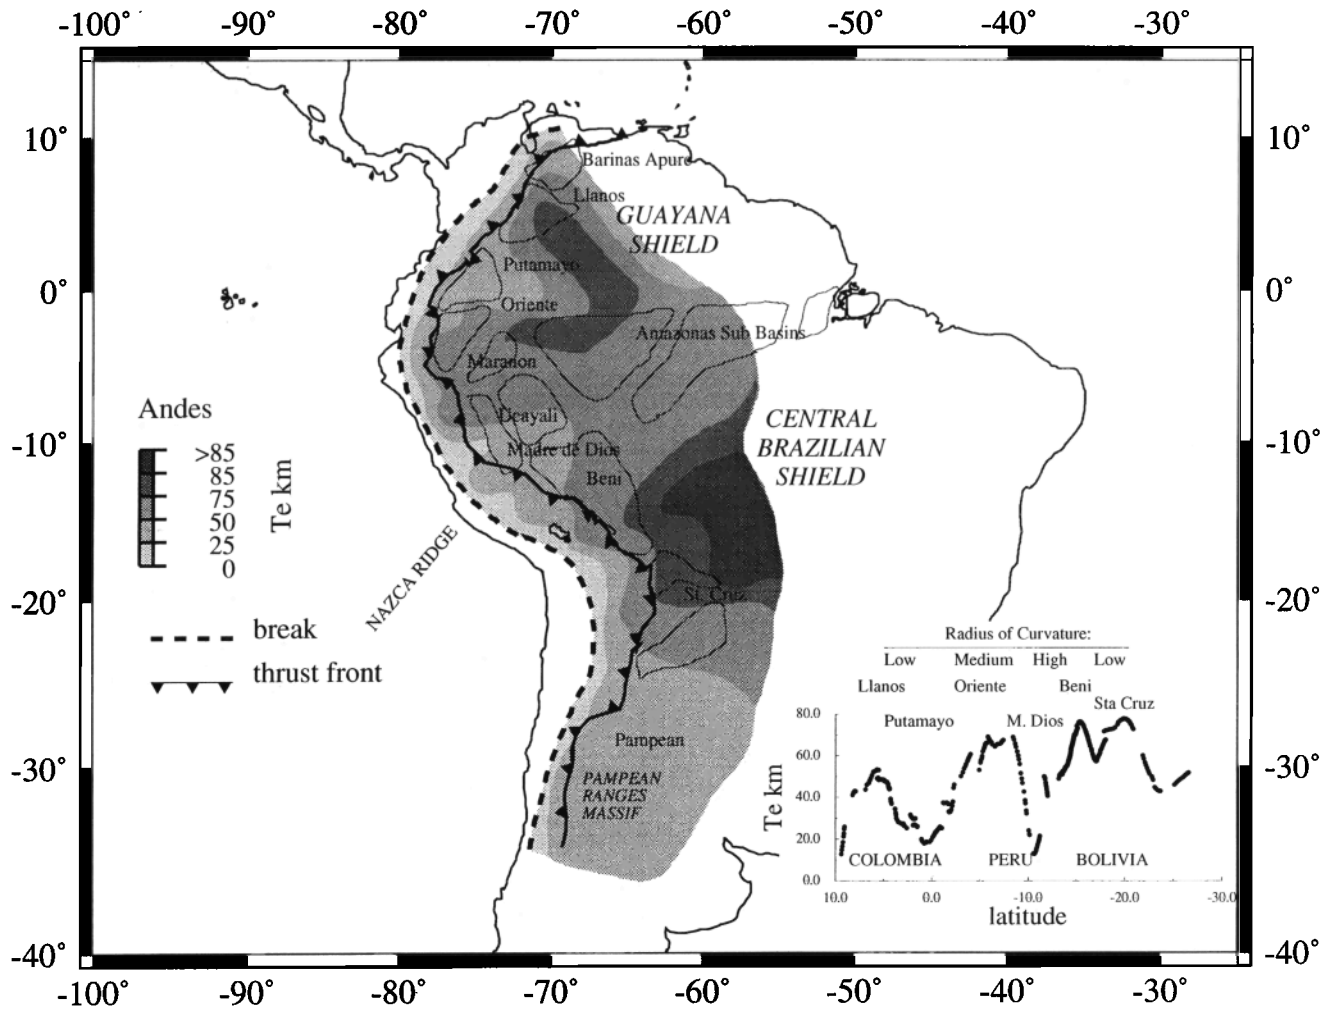 -100° -90° -80° -70° -60° -50° -40° -30°
10° 10°
Barinas Apure
Llanos
GUAYANA
SHIELD
Putamayo
0° 0°
Oriente
Amazonas Sub Basins
Maranon
Andes
Ucayali
CENTRAL
BRAZILIAN
SHIELD
-10° -10°
Madre de Dios
Beni
>85
85
75
50
25
0
Te km
NAZCA RIDGE
-20° -20°
St. Cruz
break
thrust front
Radius of Curvature:
Low Medium High Low
Llanos Oriente Beni
Sta Cruz
Putamayo M. Dios
Pampean
-30° -30°
PAMPEAN
RANGES
MASSIF
80.0
60.0
40.0
20.0
0.0
Te km
COLOMBIA PERU BOLIVIA
10.0 0.0 -10.0 -20.0 -30.0
latitude
-40° -40°
-100° -90° -80° -70° -60° -50° -40° -30°